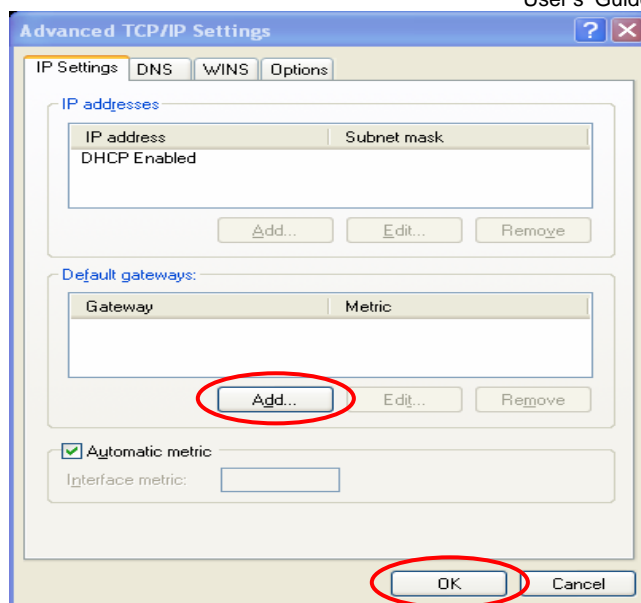 User's Guide
Advanced TCP/IP Settings
IP Settings DNS WINS Options
IP addresses
IP address Subnet mask
DHCP Enabled
Add... Edit... Remove
Default gateways:
Gateway Metric
Add... Edit... Remove
Automatic metric
Interface metric:
OK Cancel